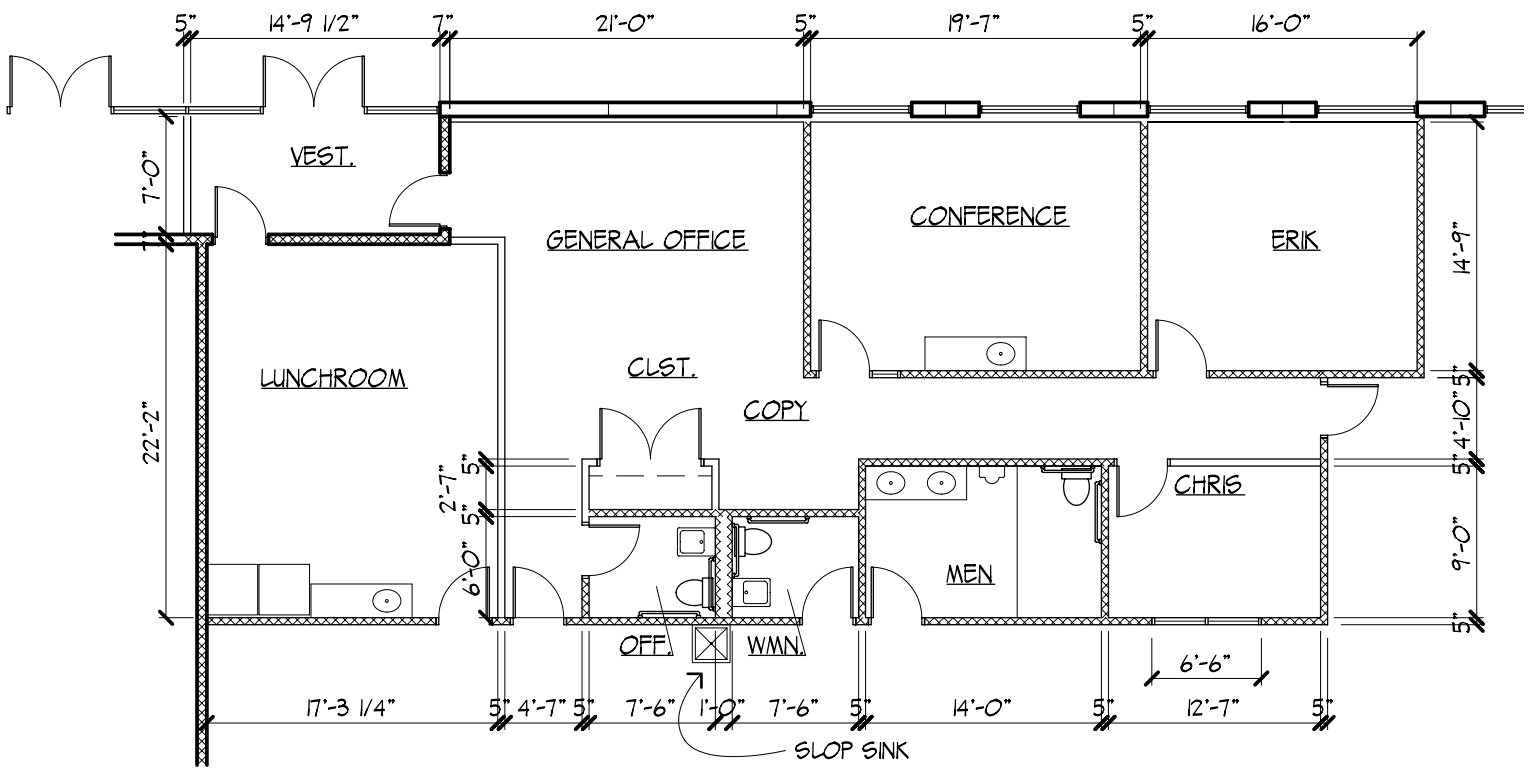 5" 14'-9 1/2" 7" 21'-0" 5" 19'-7" 5" 16'-0"
VEST.
7'-0"
GENERAL OFFICE
CONFERENCE
ERIK
14'-9"
LUNCHROOM
CLST.
COPY
22'-2"
5"
4'-10"
5"
5"
2'-7"
5"
6'-0"
CHRIS
MEN
9'-0"
5"
OFF.
WMN.
6'-6"
17'-3 1/4" 5" 4'-7" 5" 7'-6" 1'-0" 7'-6" 5" 14'-0" 5" 12'-7" 5"
SLOP SINK